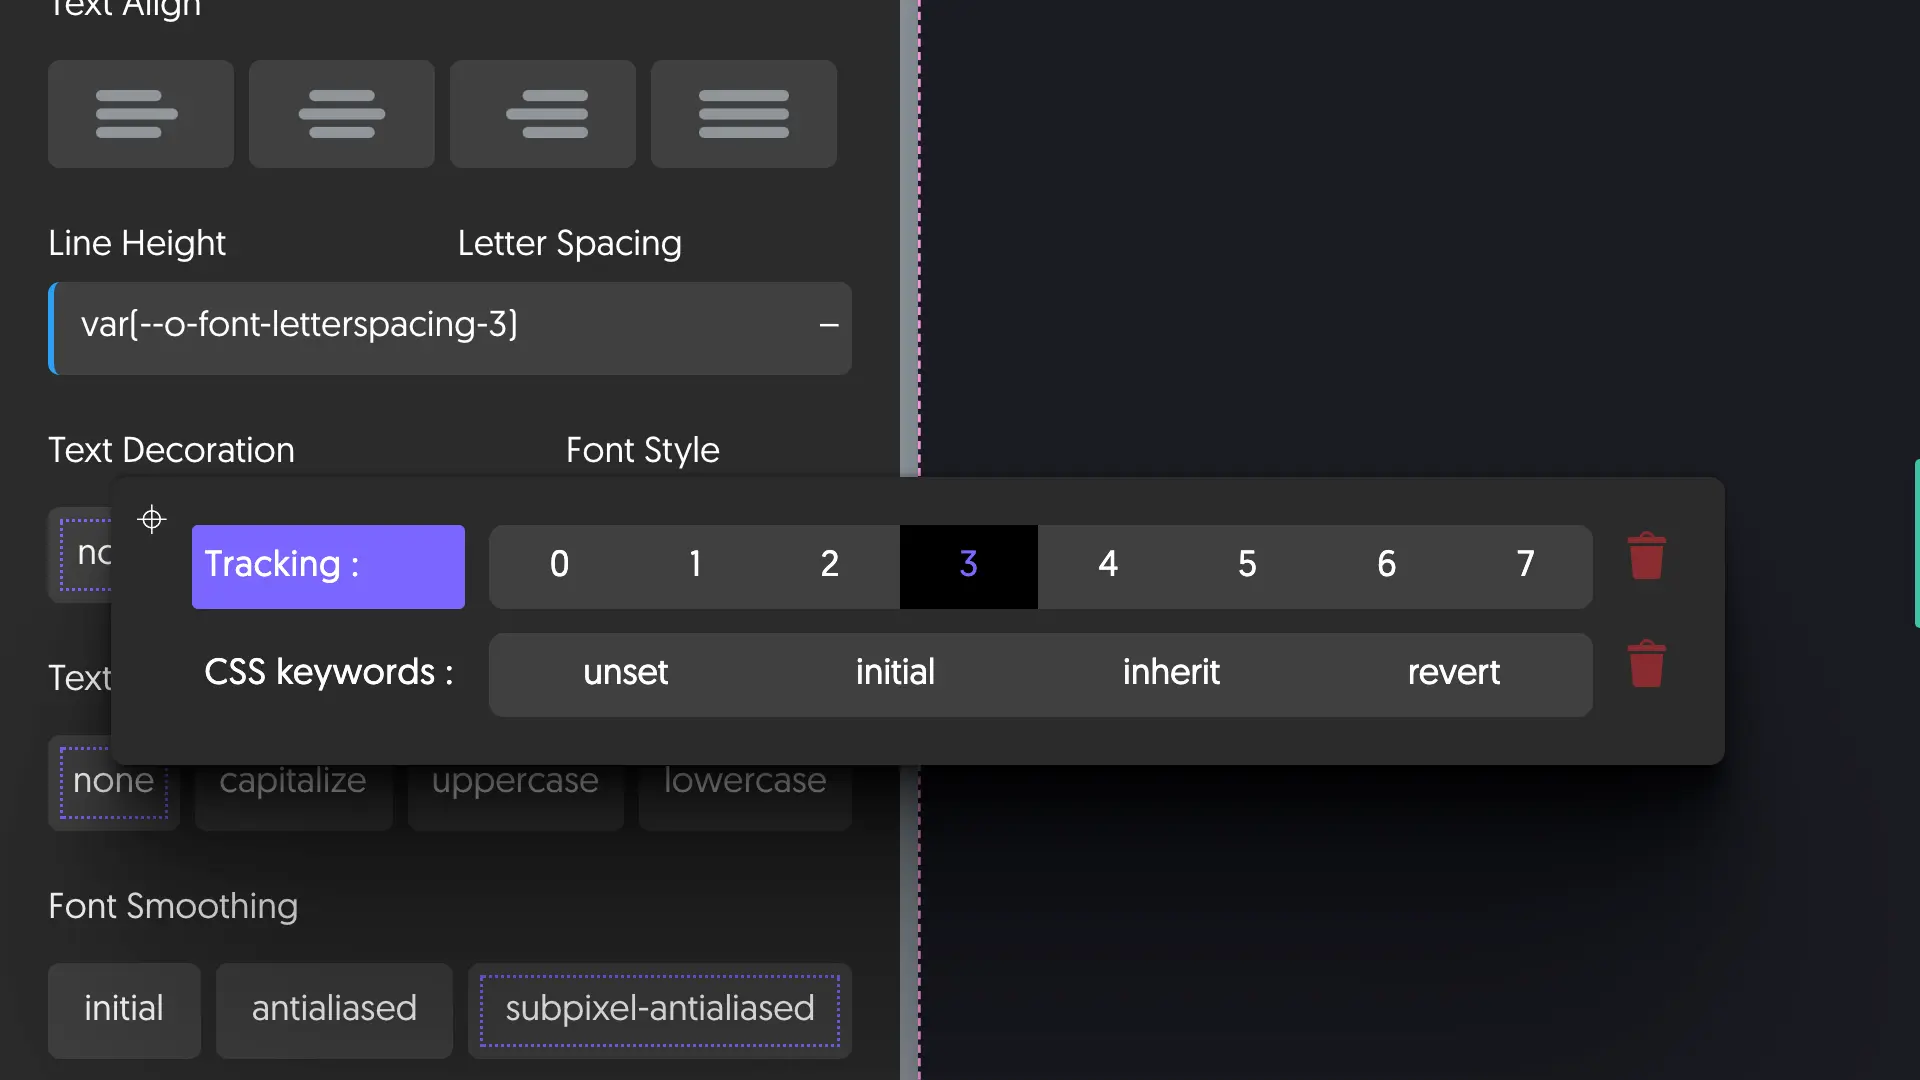 Text Align
Line Height Letter Spacing
var(--o-font-letterspacing-3) –
Text Decoration Font Style
Tracking : 0 1 2 3 4 5 6 7
CSS keywords : unset initial inherit revert
Text
none capitalize uppercase lowercase
Font Smoothing
initial antialiased subpixel-antialiased